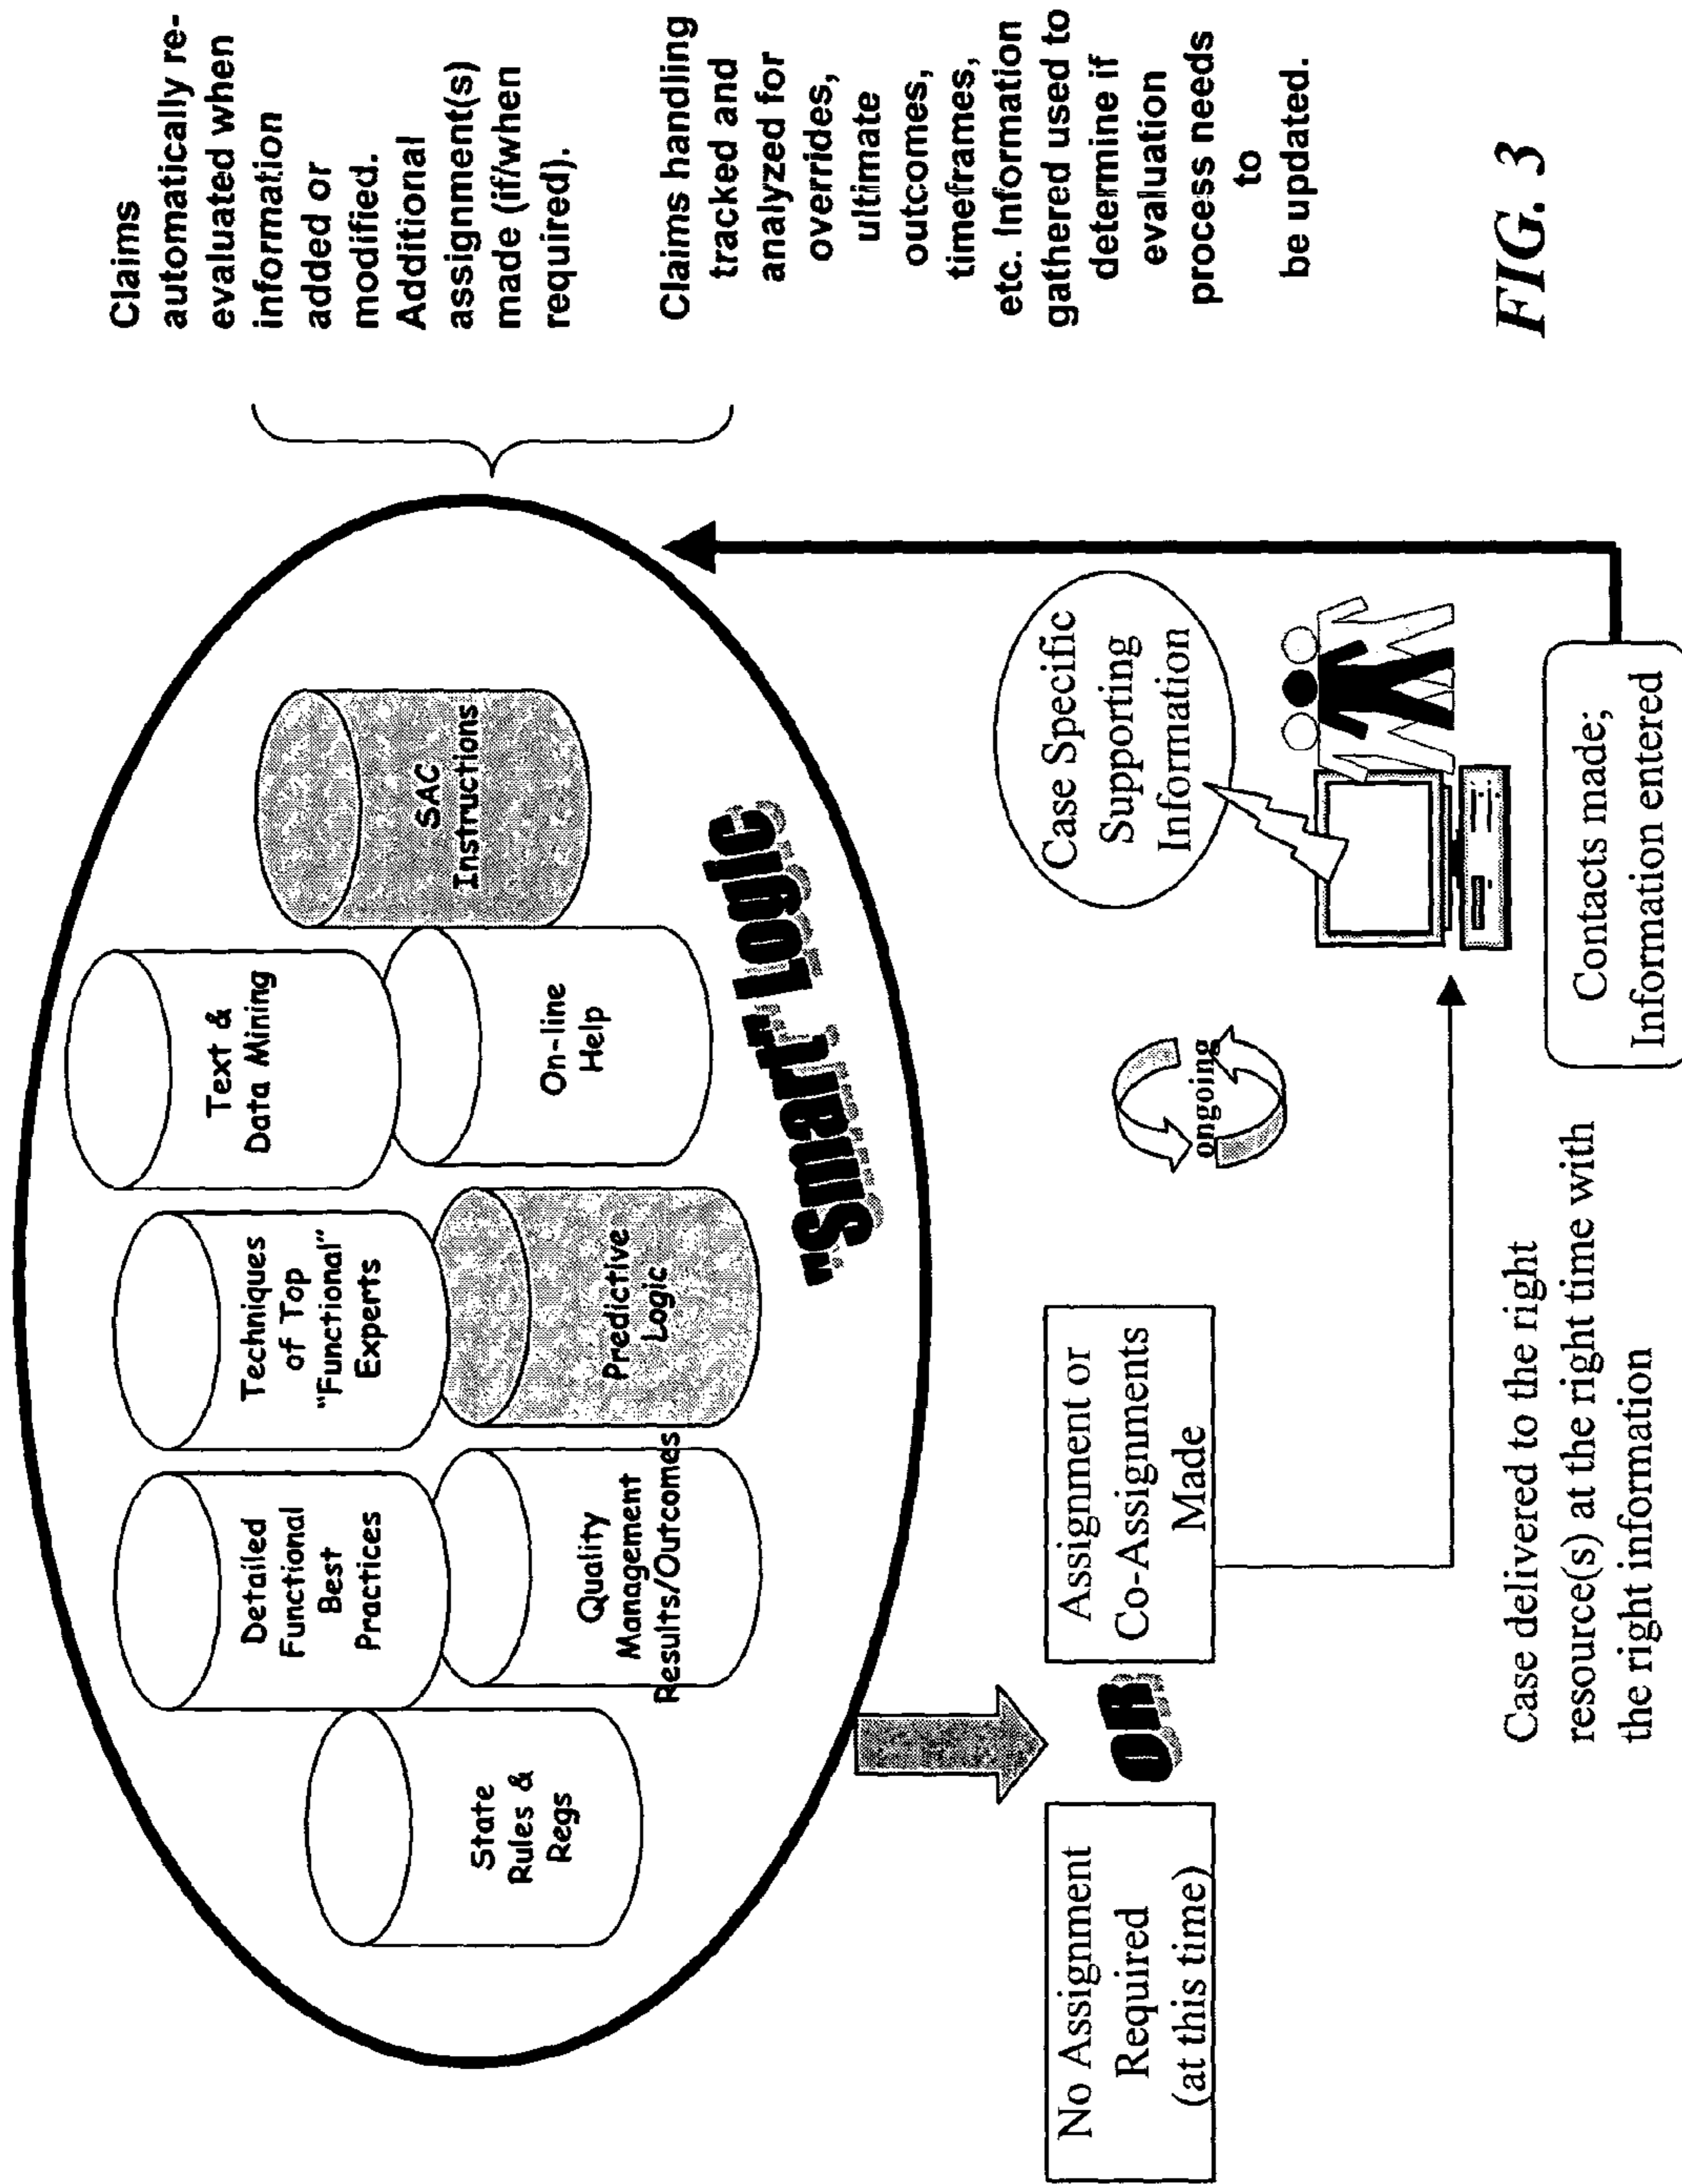 State
Rules &
Regs
Detailed
Functional
Best
Practices
Techniques
of Top
"Functional"
Experts
Text &
Data Mining
SAC
Instructions
Quality
Management
Results/Outcomes
Predictive
Logic
On-line
Help
"Smart" Logic
Claims
automatically re-
evaluated when
information
added or
modified.
Additional
assignment(s)
made (if/when
required).
Claims handling
tracked and
analyzed for
overrides,
ultimate
outcomes,
timeframes,
etc. Information
gathered used to
determine if
evaluation
process needs
to
be updated.
No Assignment
Required
(at this time)
OR
Assignment or
Co-Assignments
Made
ongoing
Case Specific
Supporting
Information
Case delivered to the right
resource(s) at the right time with
the right information
Contacts made;
Information entered
FIG. 3